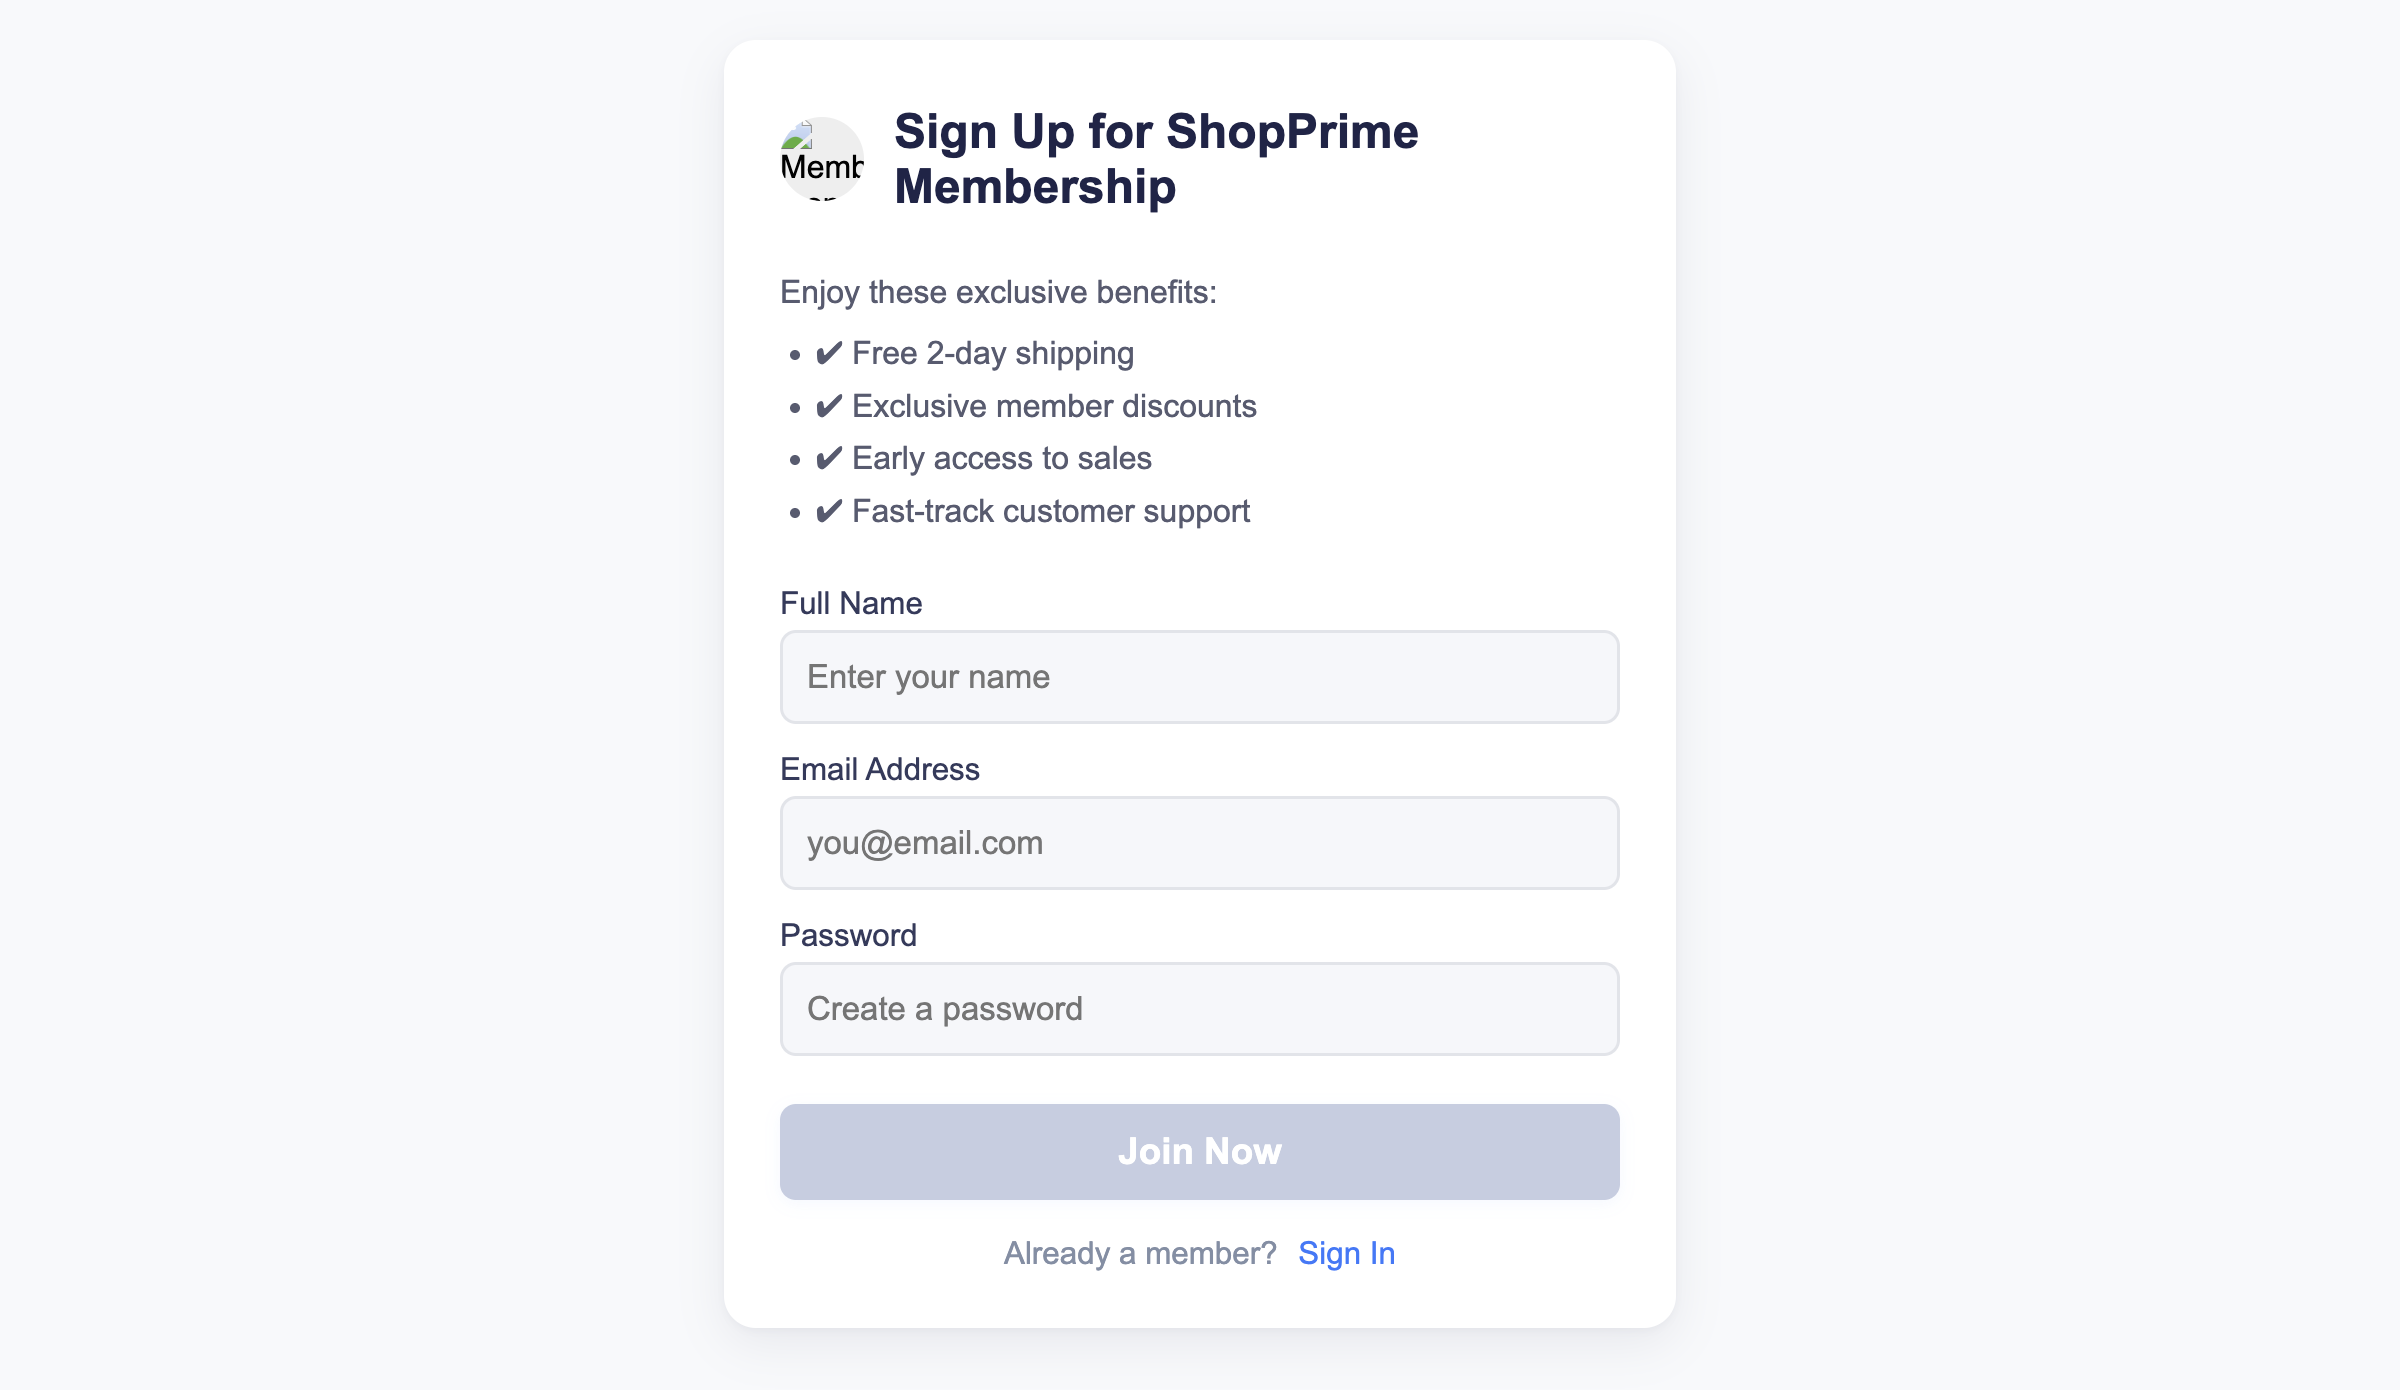 Sign Up for ShopPrime
Membership
Enjoy these exclusive benefits:
• ✔ Free 2-day shipping
• ✔ Exclusive member discounts
• ✔ Early access to sales
• ✔ Fast-track customer support
Full Name
Enter your name
Email Address
you@email.com
Password
Create a password
Join Now
Already a member? Sign In